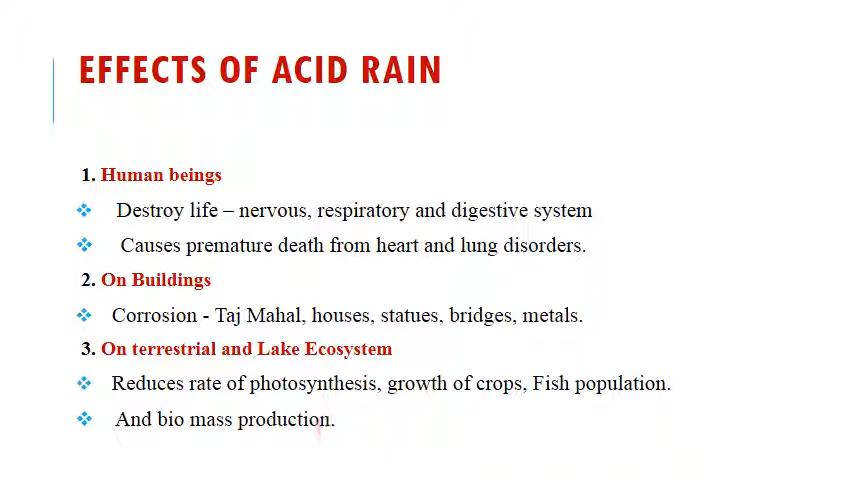 EFFECTS OF ACID RAIN
1. Human beings
❖ Destroy life – nervous, respiratory and digestive system
❖ Causes premature death from heart and lung disorders.
2. On Buildings
❖ Corrosion - Taj Mahal, houses, statues, bridges, metals.
3. On terrestrial and Lake Ecosystem
❖ Reduces rate of photosynthesis, growth of crops, Fish population.
❖ And bio mass production.